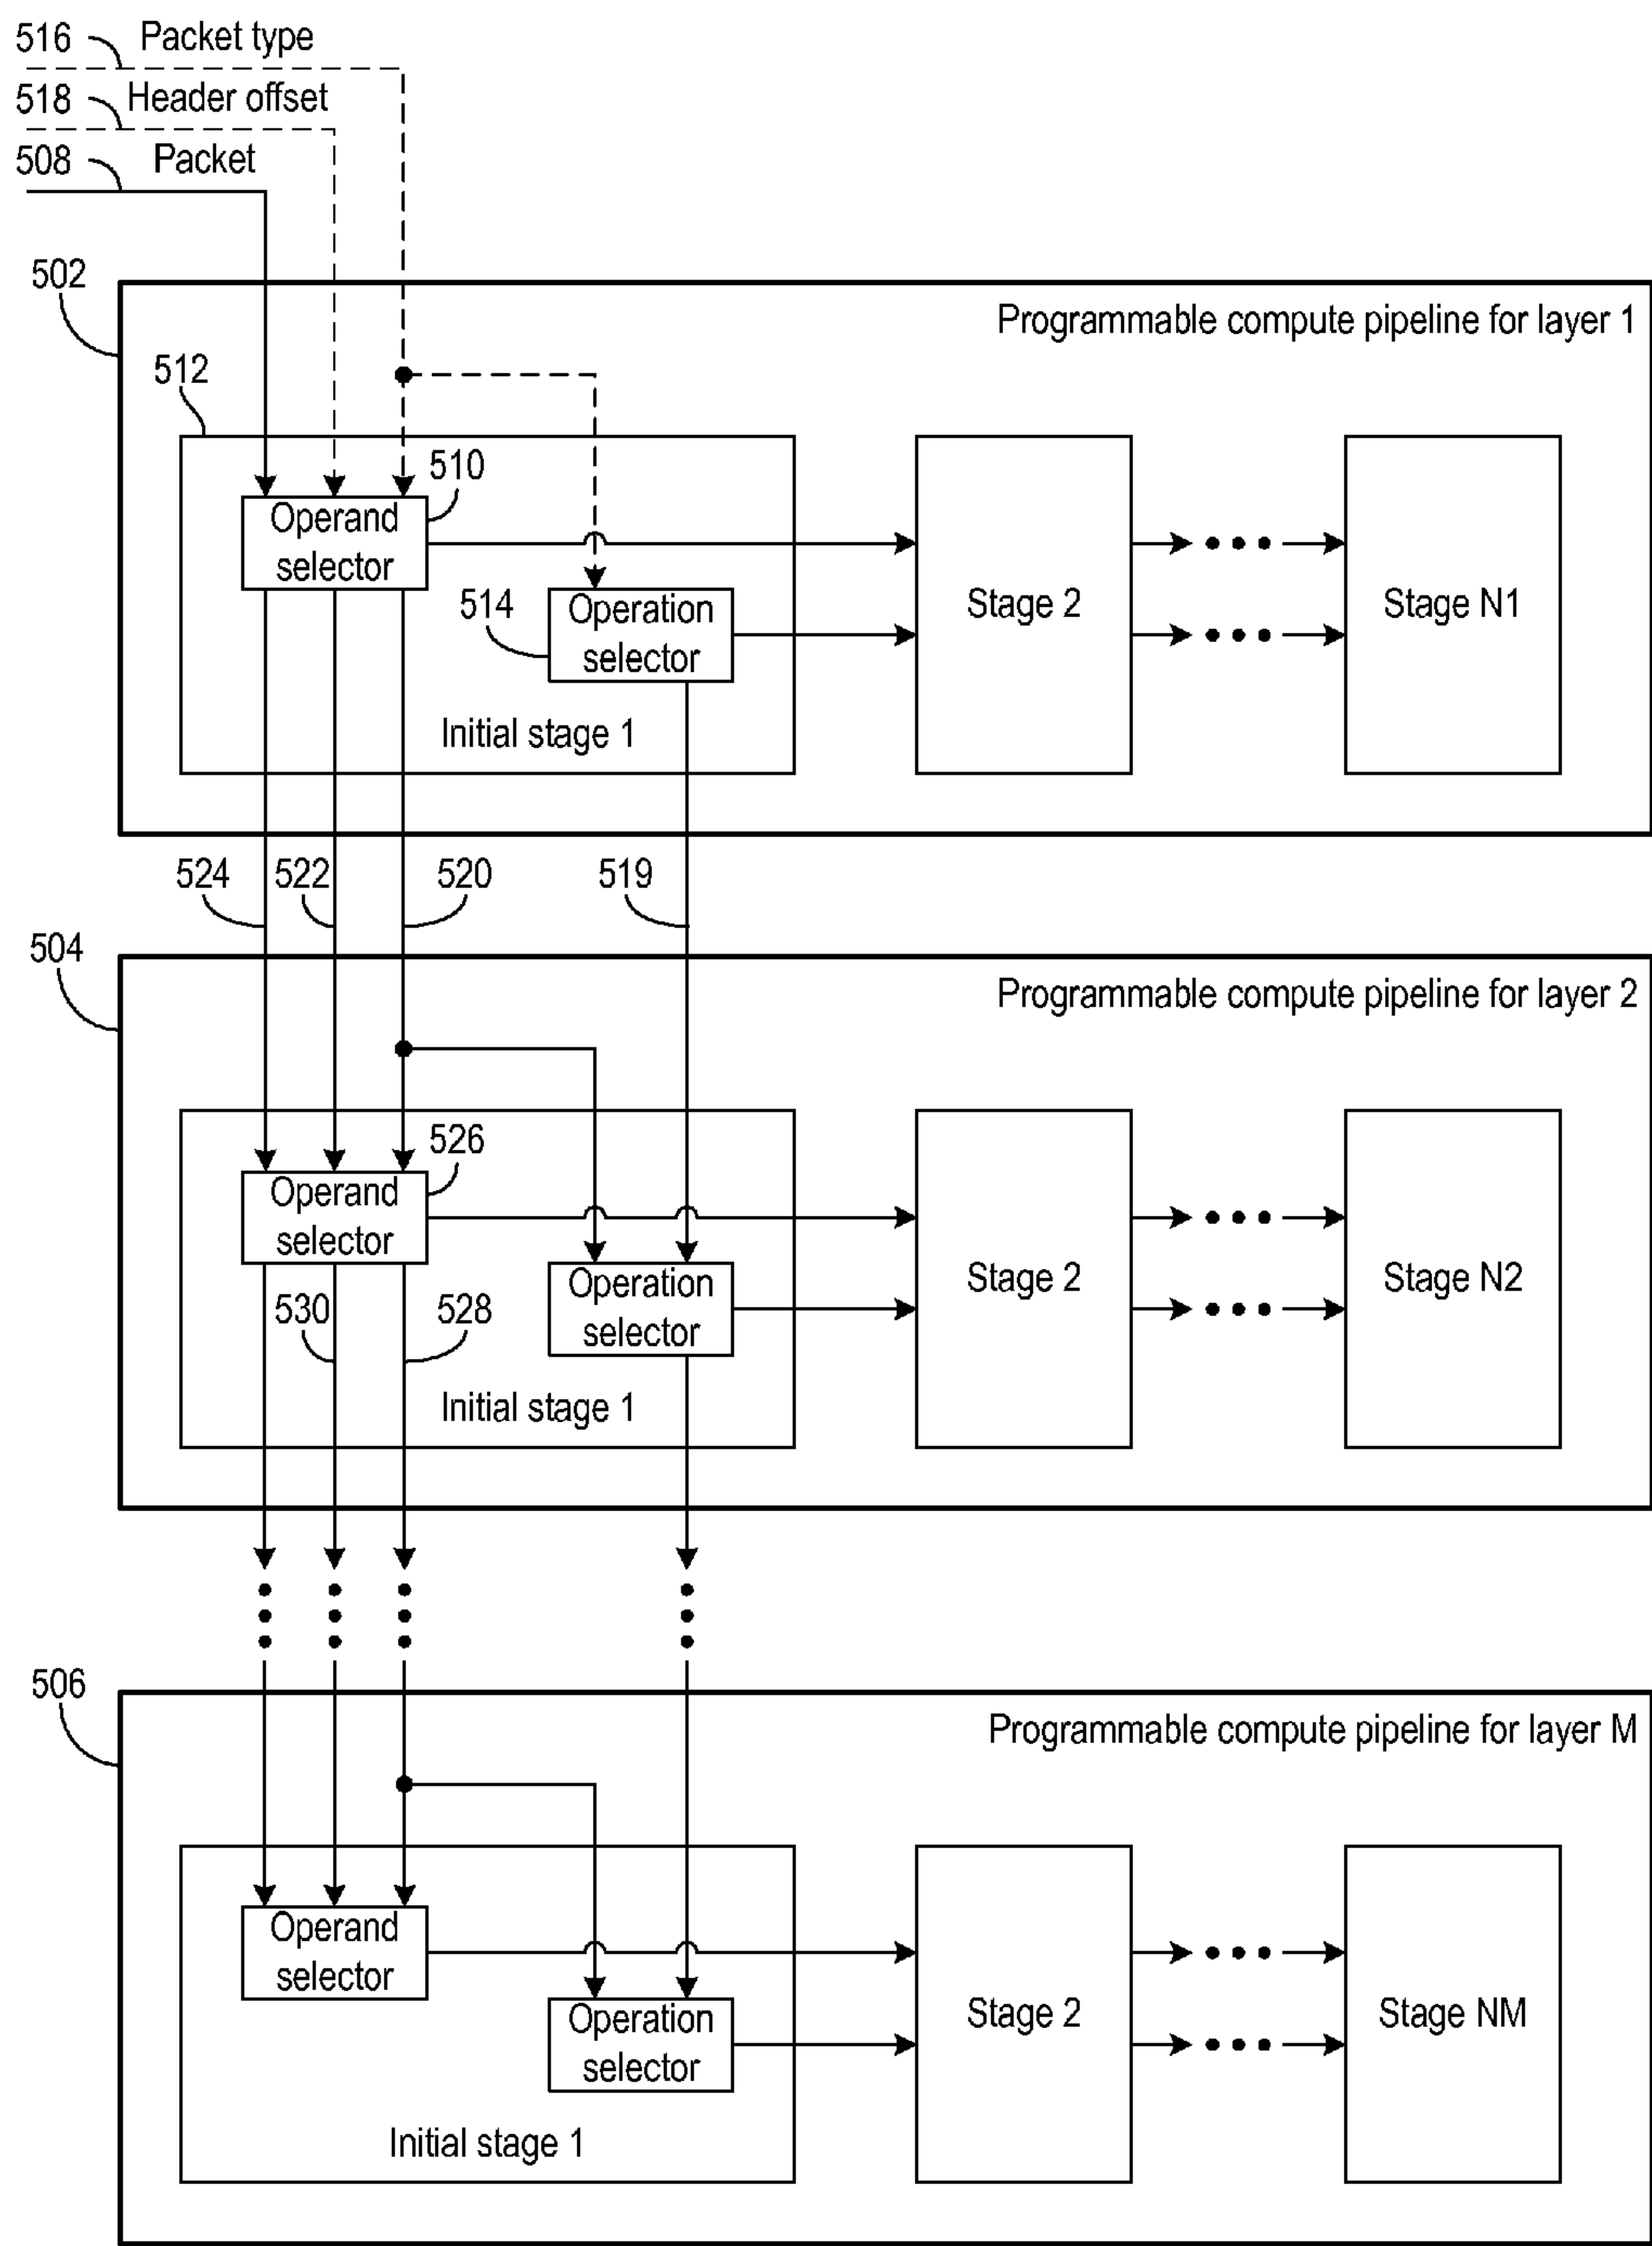 516 Packet type
518 Header offset
508 Packet
502
Programmable compute pipeline for layer 1
512
510
Operand
selector
514
Operation
selector
Stage 2
Stage N1
Initial stage 1
524
522
520
519
504
Programmable compute pipeline for layer 2
526
Operand
selector
530
528
Operation
selector
Stage 2
Stage N2
Initial stage 1
506
Programmable compute pipeline for layer M
Operand
selector
Operation
selector
Stage 2
Stage NM
Initial stage 1